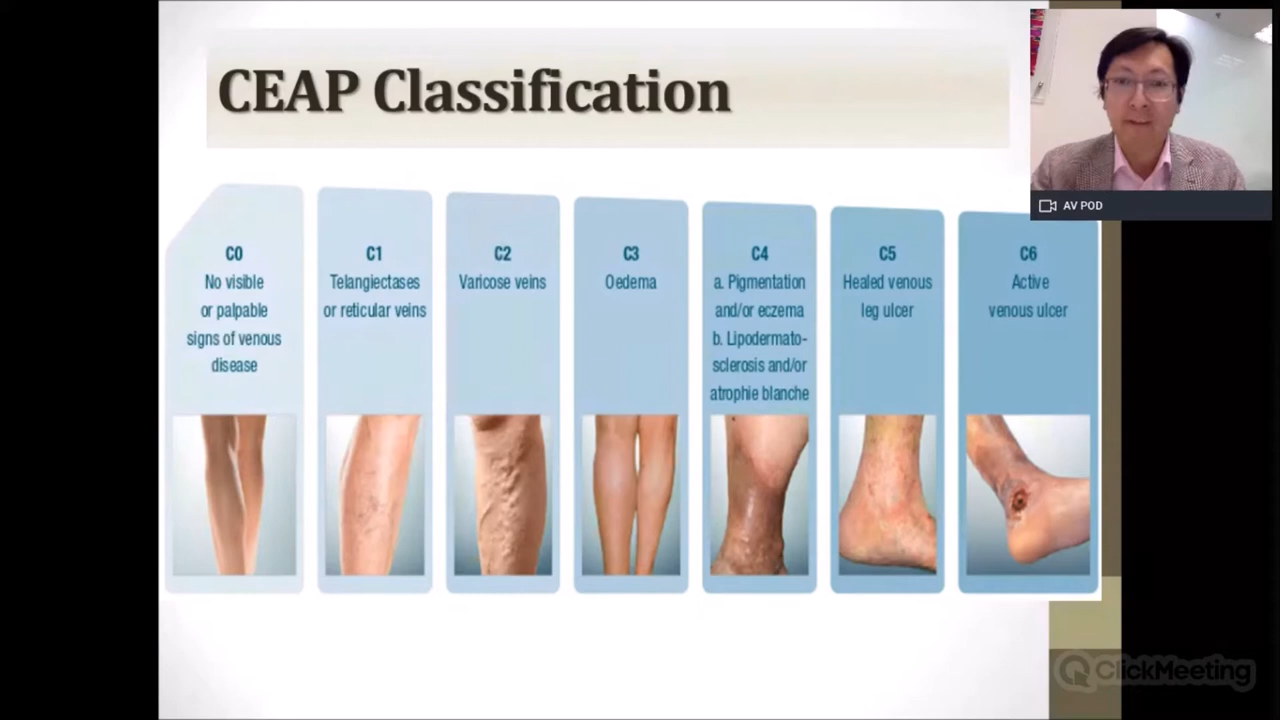 CEAP Classification
AV POD
C0
No visible
or palpable
signs of venous
disease
C1
Telangiectases
or reticular veins
C2
Varicose veins
C3
Oedema
C4
a. Pigmentation
and/or eczema
b. Lipodermato-
sclerosis and/or
atrophie blanche
C5
Healed venous
leg ulcer
C6
Active
venous ulcer
ClickMeeting